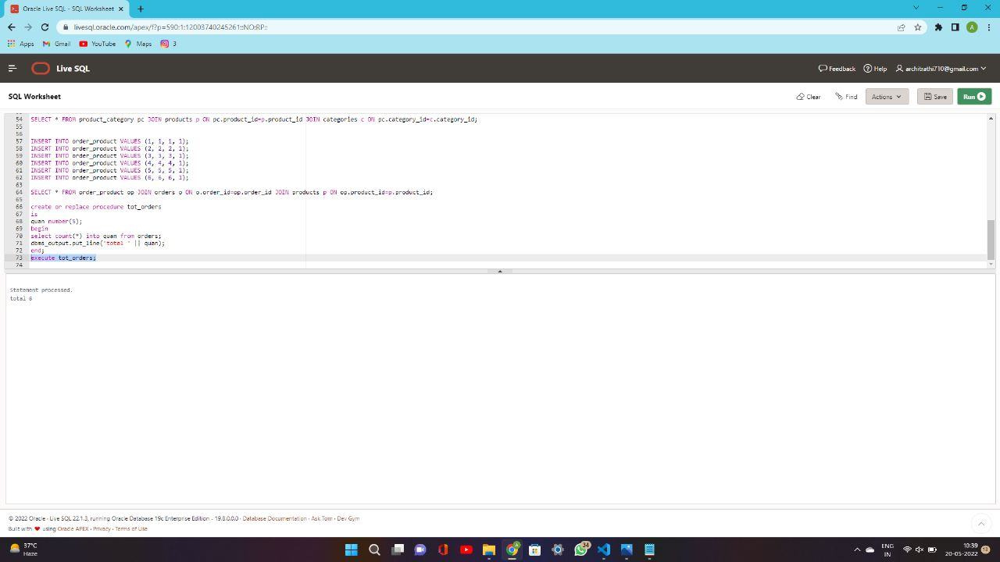 Oracle Live SQL - SQL Worksheet
livesql.oracle.com/apex/f?p=590:1:12003740245261::NO:RP::
A
Apps Gmail YouTube Maps 3
Live SQL
Feedback Help architrathi710@gmail.com
SQL Worksheet
Clear Find Actions Save Run
54 SELECT * FROM product_category pc JOIN products p ON pc.product_id=p.product_id JOIN categories c ON pc.category_id=c.category_id;
55
56
57 INSERT INTO order_product VALUES (1, 1, 1, 1);
58 INSERT INTO order_product VALUES (2, 2, 2, 1);
59 INSERT INTO order_product VALUES (3, 3, 3, 1);
60 INSERT INTO order_product VALUES (4, 4, 4, 1);
61 INSERT INTO order_product VALUES (5, 5, 5, 1);
62 INSERT INTO order_product VALUES (6, 6, 6, 1);
63
64 SELECT * FROM order_product op JOIN orders o ON o.order_id=op.order_id JOIN products p ON op.product_id=p.product_id;
65
66 create or replace procedure tot_orders
67 is
68 quan number(5);
69 begin
70 select count(*) into quan from orders;
71 dbms_output.put_line('total ' || quan);
72 end;
73 execute tot_orders;
74
Statement processed.
total 6
© 2022 Oracle · Live SQL 22.1.3, running Oracle Database 19c Enterprise Edition - 19.8.0.0.0 · Database Documentation · Ask Tom · Dev Gym
Built with ♥ using Oracle APEX · Privacy · Terms of Use
37°C
Haze
A
34
ENG
IN
10:39
20-05-2022